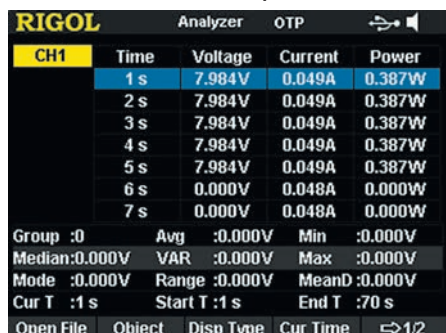 RIGOL Analyzer OTP
CH1 Time Voltage Current Power
1 s 7.984V 0.049A 0.387W
2 s 7.984V 0.049A 0.387W
3 s 7.984V 0.049A 0.387W
4 s 7.984V 0.049A 0.387W
5 s 7.984V 0.049A 0.387W
6 s 0.000V 0.048A 0.000W
7 s 0.000V 0.048A 0.000W
Group :0 Avg :0.000V Min :0.000V
Median:0.000V VAR :0.000V Max :0.000V
Mode :0.000V Range :0.000V MeanD:0.000V
Cur T :1 s Start T :1 s End T :70 s
Open File Object Disp Type Cur Time 1/2